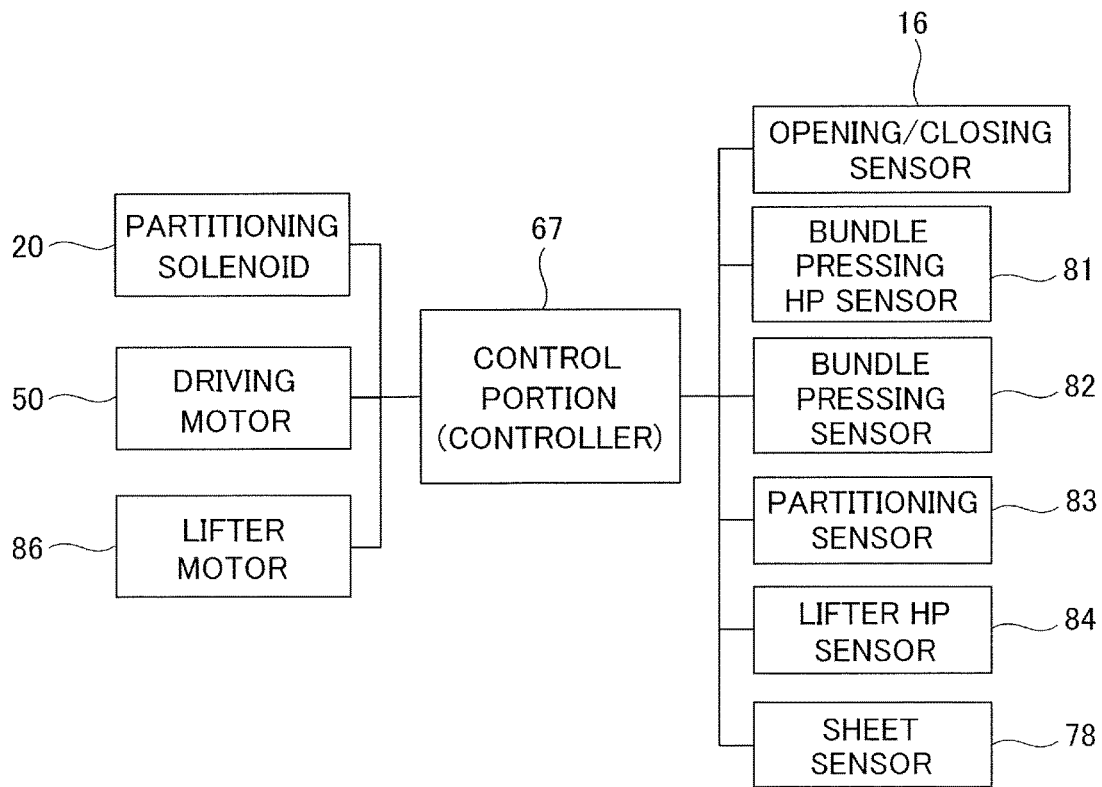 16
OPENING/CLOSING
SENSOR
20
PARTITIONING
SOLENOID
67
BUNDLE
PRESSING
HP SENSOR
81
50
DRIVING
MOTOR
CONTROL
PORTION
(CONTROLLER)
BUNDLE
PRESSING
SENSOR
82
86
LIFTER
MOTOR
PARTITIONING
SENSOR
83
LIFTER HP
SENSOR
84
SHEET
SENSOR
78